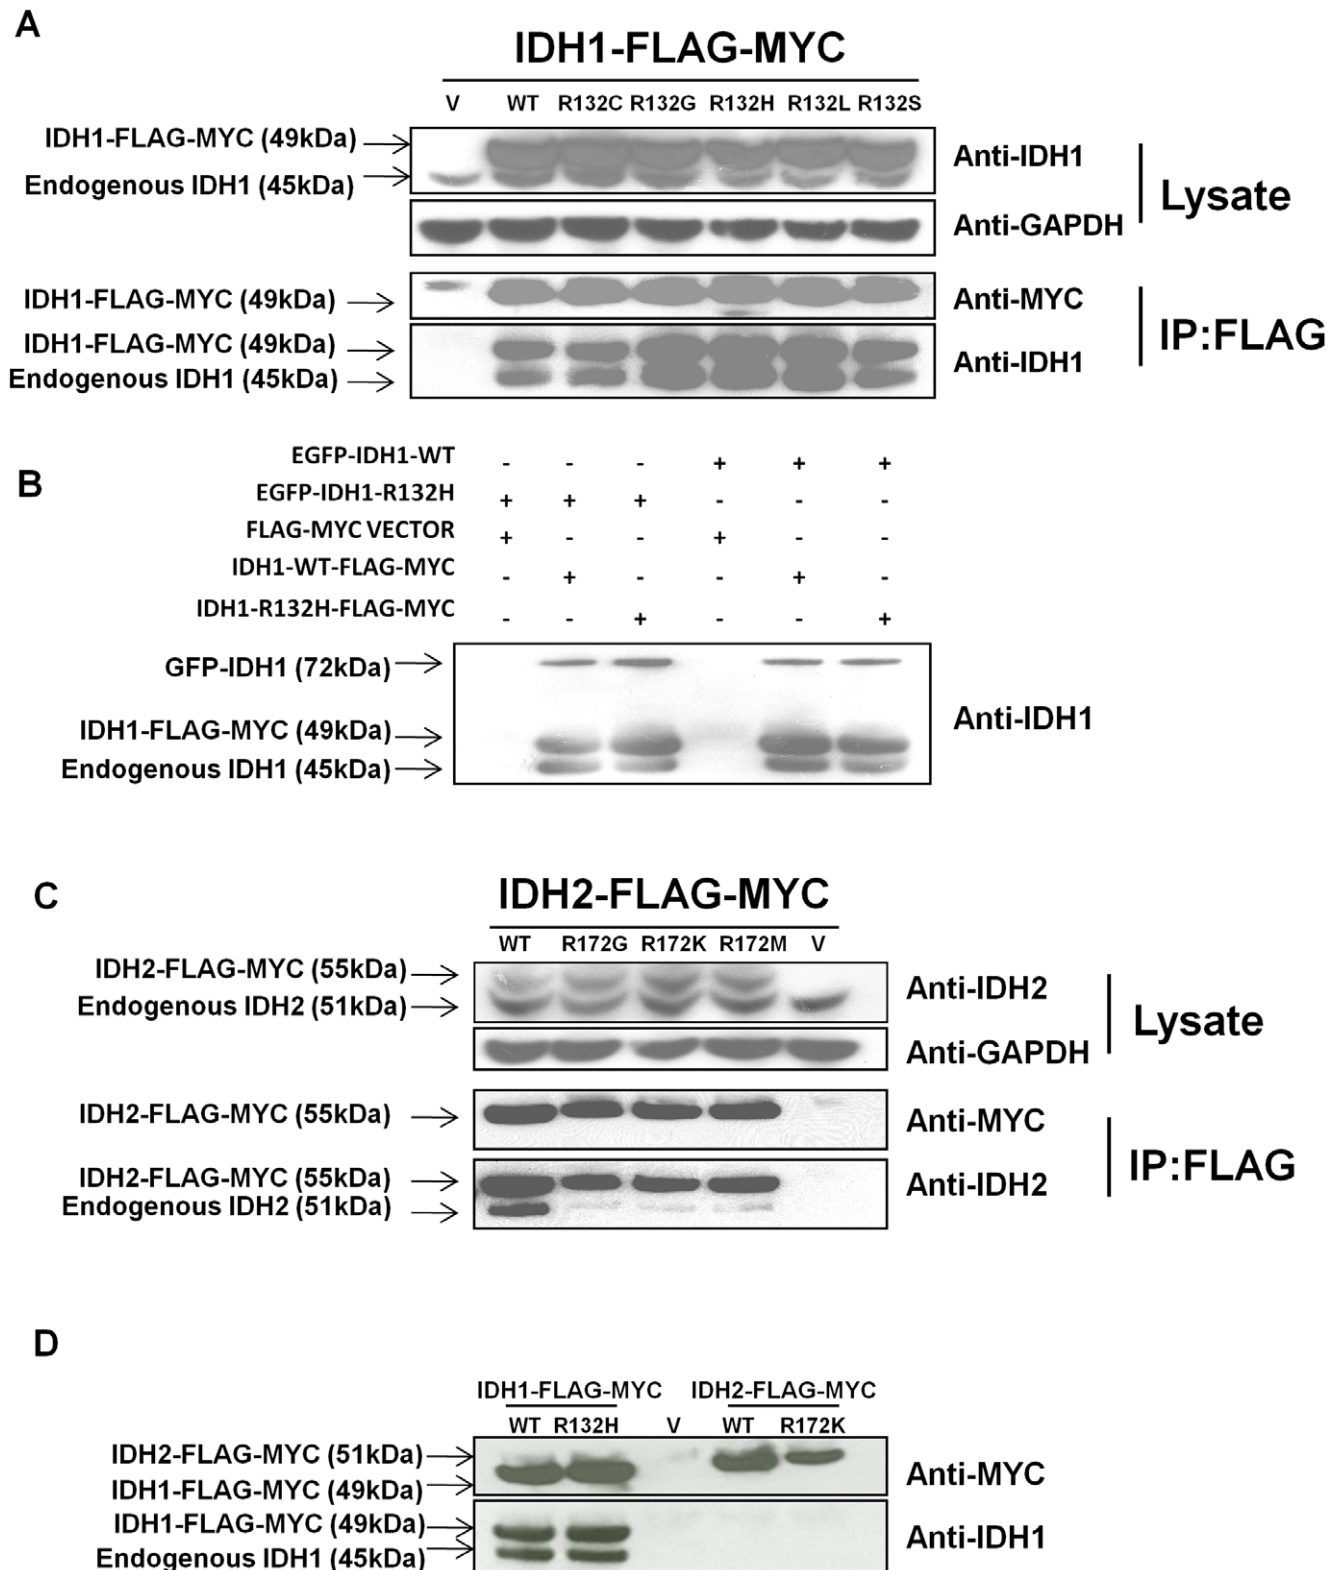 A
IDH1-FLAG-MYC
V WT R132C R132G R132H R132L R132S
IDH1-FLAG-MYC (49kDa)
Endogenous IDH1 (45kDa)
Anti-IDH1
Anti-GAPDH
Lysate
IDH1-FLAG-MYC (49kDa)
Anti-MYC
IDH1-FLAG-MYC (49kDa)
Endogenous IDH1 (45kDa)
Anti-IDH1
IP:FLAG
B
EGFP-IDH1-WT - - - + + +
EGFP-IDH1-R132H + + + - - -
FLAG-MYC VECTOR + - - + - -
IDH1-WT-FLAG-MYC - + - - + -
IDH1-R132H-FLAG-MYC - - + - - +
GFP-IDH1 (72kDa)
IDH1-FLAG-MYC (49kDa)
Endogenous IDH1 (45kDa)
Anti-IDH1
C
IDH2-FLAG-MYC
WT R172G R172K R172M V
IDH2-FLAG-MYC (55kDa)
Endogenous IDH2 (51kDa)
Anti-IDH2
Anti-GAPDH
Lysate
IDH2-FLAG-MYC (55kDa)
Anti-MYC
IDH2-FLAG-MYC (55kDa)
Endogenous IDH2 (51kDa)
Anti-IDH2
IP:FLAG
D
IDH1-FLAG-MYC IDH2-FLAG-MYC
WT R132H V WT R172K
IDH2-FLAG-MYC (51kDa)
IDH1-FLAG-MYC (49kDa)
Anti-MYC
IDH1-FLAG-MYC (49kDa)
Endogenous IDH1 (45kDa)
Anti-IDH1